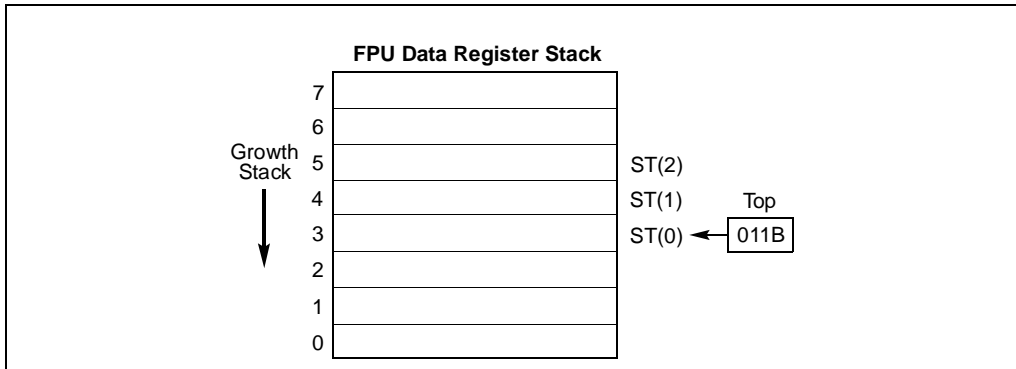 FPU Data Register Stack
7
6
Growth
Stack
5
ST(2)
4
ST(1)
Top
3
ST(0)
011B
2
1
0